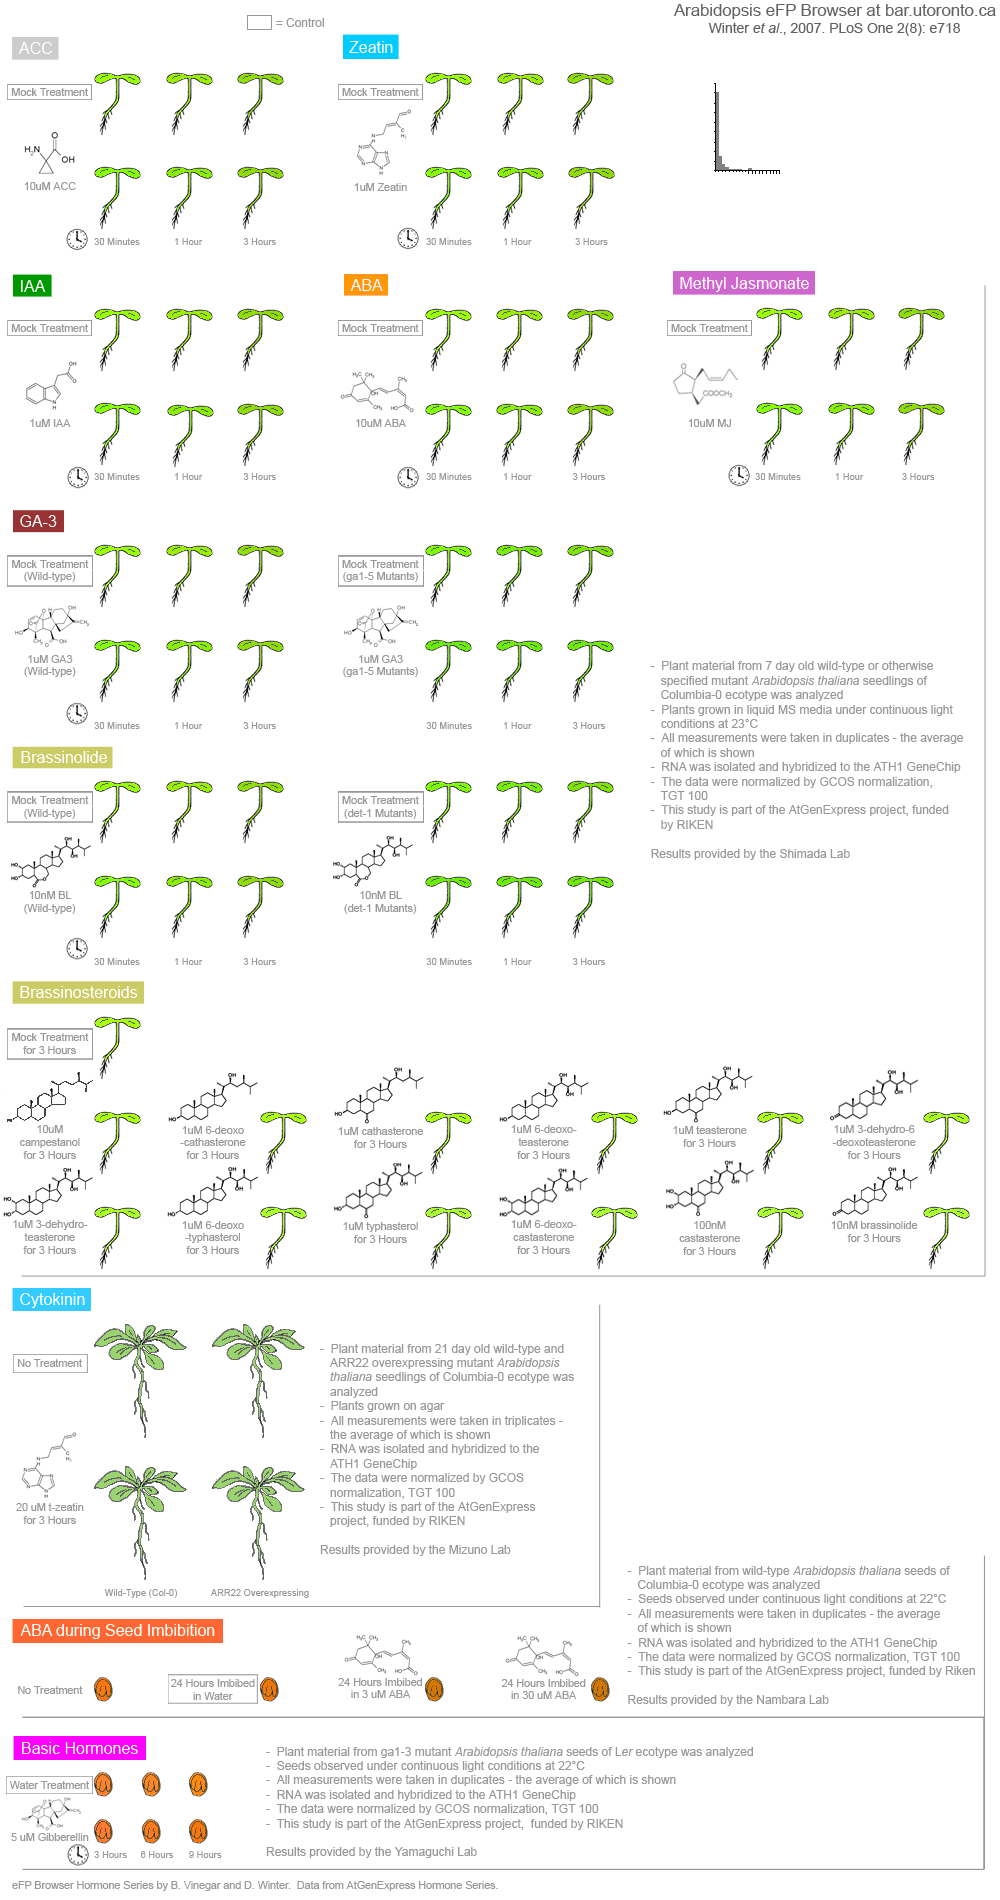 = Control
Arabidopsis eFP Browser at bar.utoronto.ca
Winter et al., 2007. PLoS One 2(8): e718
ACC
Mock Treatment
10uM ACC
30 Minutes
1 Hour
3 Hours
Zeatin
Mock Treatment
1uM Zeatin
30 Minutes
1 Hour
3 Hours
IAA
Mock Treatment
1uM IAA
30 Minutes
1 Hour
3 Hours
ABA
Mock Treatment
10uM ABA
30 Minutes
1 Hour
3 Hours
Methyl Jasmonate
Mock Treatment
10uM MJ
30 Minutes
1 Hour
3 Hours
GA-3
Mock Treatment
(Wild-type)
1uM GA3
(Wild-type)
30 Minutes
1 Hour
3 Hours
Mock Treatment
(ga1-5 Mutants)
1uM GA3
(ga1-5 Mutants)
30 Minutes
1 Hour
3 Hours
Brassinolide
Mock Treatment
(Wild-type)
10nM BL
(Wild-type)
30 Minutes
1 Hour
3 Hours
Mock Treatment
(det-1 Mutants)
10nM BL
(det-1 Mutants)
30 Minutes
1 Hour
3 Hours
- Plant material from 7 day old wild-type or otherwise
specified mutant Arabidopsis thaliana seedlings of
Columbia-0 ecotype was analyzed
- Plants grown in liquid MS media under continuous light
conditions at 23°C
- All measurements were taken in duplicates - the average
of which is shown
- RNA was isolated and hybridized to the ATH1 GeneChip
- The data were normalized by GCOS normalization,
TGT 100
- This study is part of the AtGenExpress project, funded
by RIKEN
Results provided by the Shimada Lab
Brassinosteroids
Mock Treatment
for 3 Hours
10uM
campestanol
for 3 Hours
1uM 6-deoxo
-cathasterone
for 3 Hours
1uM cathasterone
for 3 Hours
1uM 6-deoxo-
teasterone
for 3 Hours
1uM teasterone
for 3 Hours
1uM 3-dehydro-6
-deoxoteasterone
for 3 Hours
1uM 3-dehydro-
teasterone
for 3 Hours
1uM 6-deoxo
-typhasterol
for 3 Hours
1uM typhasterol
for 3 Hours
1uM 6-deoxo-
castasterone
for 3 Hours
100nM
castasterone
for 3 Hours
10nM brassinolide
for 3 Hours
Cytokinin
No Treatment
20 uM t-zeatin
for 3 Hours
Wild-Type (Col-0)
ARR22 Overexpressing
- Plant material from 21 day old wild-type and
ARR22 overexpressing mutant Arabidopsis
thaliana seedlings of Columbia-0 ecotype was
analyzed
- Plants grown on agar
- All measurements were taken in triplicates -
the average of which is shown
- RNA was isolated and hybridized to the
ATH1 GeneChip
- The data were normalized by GCOS
normalization, TGT 100
- This study is part of the AtGenExpress
project, funded by RIKEN
Results provided by the Mizuno Lab
ABA during Seed Imbibition
No Treatment
24 Hours Imbibed
in Water
24 Hours Imbibed
in 3 uM ABA
24 Hours Imbibed
in 30 uM ABA
- Plant material from wild-type Arabidopsis thaliana seeds of
Columbia-0 ecotype was analyzed
- Seeds observed under continuous light conditions at 22°C
- All measurements were taken in duplicates - the average
of which is shown
- RNA was isolated and hybridized to the ATH1 GeneChip
- The data were normalized by GCOS normalization, TGT 100
- This study is part of the AtGenExpress project, funded by Riken
Results provided by the Nambara Lab
Basic Hormones
Water Treatment
5 uM Gibberellin
3 Hours
6 Hours
9 Hours
- Plant material from ga1-3 mutant Arabidopsis thaliana seeds of Ler ecotype was analyzed
- Seeds observed under continuous light conditions at 22°C
- All measurements were taken in duplicates - the average of which is shown
- RNA was isolated and hybridized to the ATH1 GeneChip
- The data were normalized by GCOS normalization, TGT 100
- This study is part of the AtGenExpress project, funded by RIKEN
Results provided by the Yamaguchi Lab
eFP Browser Hormone Series by B. Vinegar and D. Winter. Data from AtGenExpress Hormone Series.